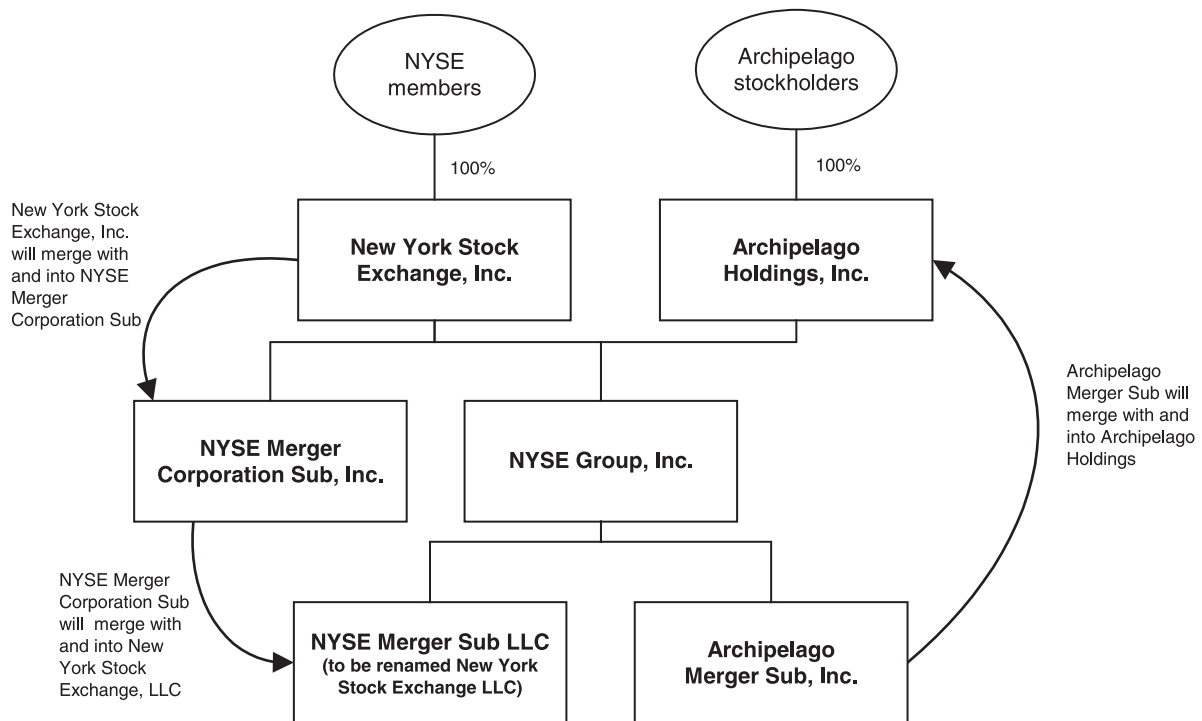 NYSE
members
Archipelago
stockholders
100%
100%
New York Stock
Exchange, Inc.
will merge with
and into NYSE
Merger
Corporation Sub
New York Stock
Exchange, Inc.
Archipelago
Holdings, Inc.
Archipelago
Merger Sub will
merge with and
into Archipelago
Holdings
NYSE Merger
Corporation Sub, Inc.
NYSE Group, Inc.
NYSE Merger
Corporation Sub
will merge with
and into New
York Stock
Exchange, LLC
NYSE Merger Sub LLC
(to be renamed New York
Stock Exchange LLC)
Archipelago
Merger Sub, Inc.